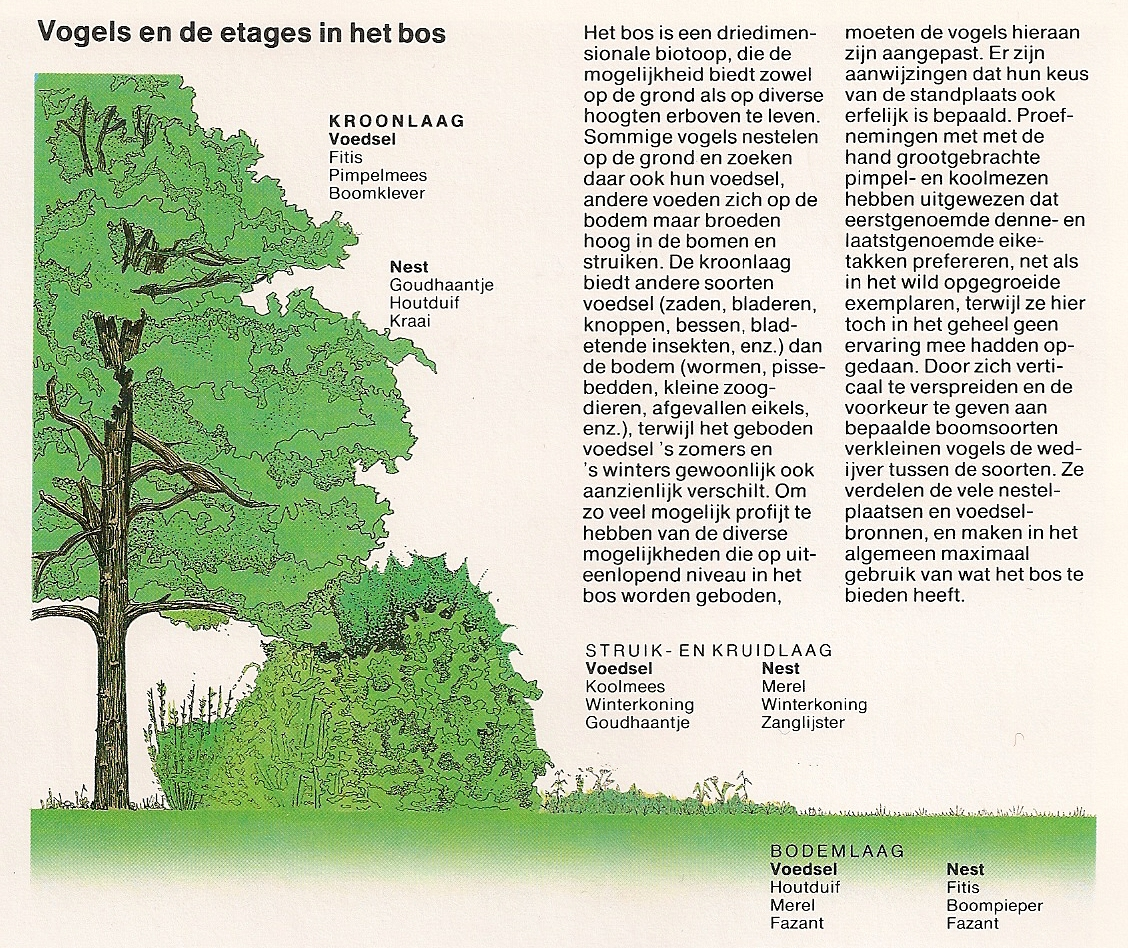 Vogels en de etages in het bos
KROONLAAG
Voedsel
Fitis
Pimpelmees
Boomklever
Nest
Goudhaantje
Houtduif
Kraai
Het bos is een driedimen-
sionale biotoop, die de
mogelijkheid biedt zowel
op de grond als op diverse
hoogten erboven te leven.
Sommige vogels nestelen
op de grond en zoeken
daar ook hun voedsel,
andere voeden zich op de
bodem maar broeden
hoog in de bomen en
struiken. De kroonlaag
biedt andere soorten
voedsel (zaden, bladeren,
knoppen, bessen, blad-
etende insekten, enz.) dan
de bodem (wormen, pisse-
bedden, kleine zoog-
dieren, afgevallen eikels,
enz.), terwijl het geboden
voedsel 's zomers en
's winters gewoonlijk ook
aanzienlijk verschilt. Om
zo veel mogelijk profijt te
hebben van de diverse
mogelijkheden die op uit-
eenlopend niveau in het
bos worden geboden,
moeten de vogels hieraan
zijn aangepast. Er zijn
aanwijzingen dat hun keus
van de standplaats ook
erfelijk is bepaald. Proef-
nemingen met met de
hand grootgebrachte
pimpel- en koolmezen
hebben uitgewezen dat
eerstgenoemde denne- en
laatstgenoemde eike-
takken prefereren, net als
in het wild opgegroeide
exemplaren, terwijl ze hier
toch in het geheel geen
ervaring mee hadden op-
gedaan. Door zich verti-
caal te verspreiden en de
voorkeur te geven aan
bepaalde boomsoorten
verkleinen vogels de wed-
ijver tussen de soorten. Ze
verdelen de vele nestel-
plaatsen en voedsel-
bronnen, en maken in het
algemeen maximaal
gebruik van wat het bos te
bieden heeft.
STRUIK- EN KRUIDLAAG
Voedsel
Koolmees
Winterkoning
Goudhaantje
Nest
Merel
Winterkoning
Zanglijster
BODEMLAAG
Voedsel
Houtduif
Merel
Fazant
Nest
Fitis
Boompieper
Fazant